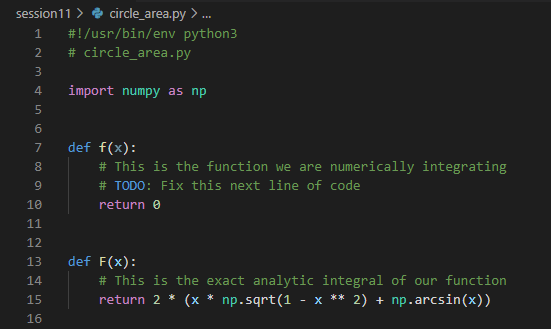 session11 > circle_area.py > ...
1 #!/usr/bin/env python3
2 # circle_area.py
3
4 import numpy as np
5
6
7 def f(x):
8     # This is the function we are numerically integrating
9     # TODO: Fix this next line of code
10     return 0
11
12
13 def F(x):
14     # This is the exact analytic integral of our function
15     return 2 * (x * np.sqrt(1 - x ** 2) + np.arcsin(x))
16